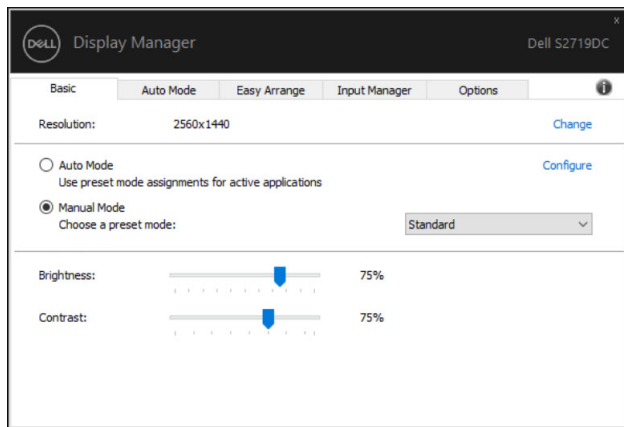 x
DELL Display Manager Dell S2719DC
Basic Auto Mode Easy Arrange Input Manager Options i
Resolution: 2560x1440 Change
Auto Mode Configure
Use preset mode assignments for active applications
Manual Mode
Choose a preset mode: Standard
Brightness: 75%
Contrast: 75%